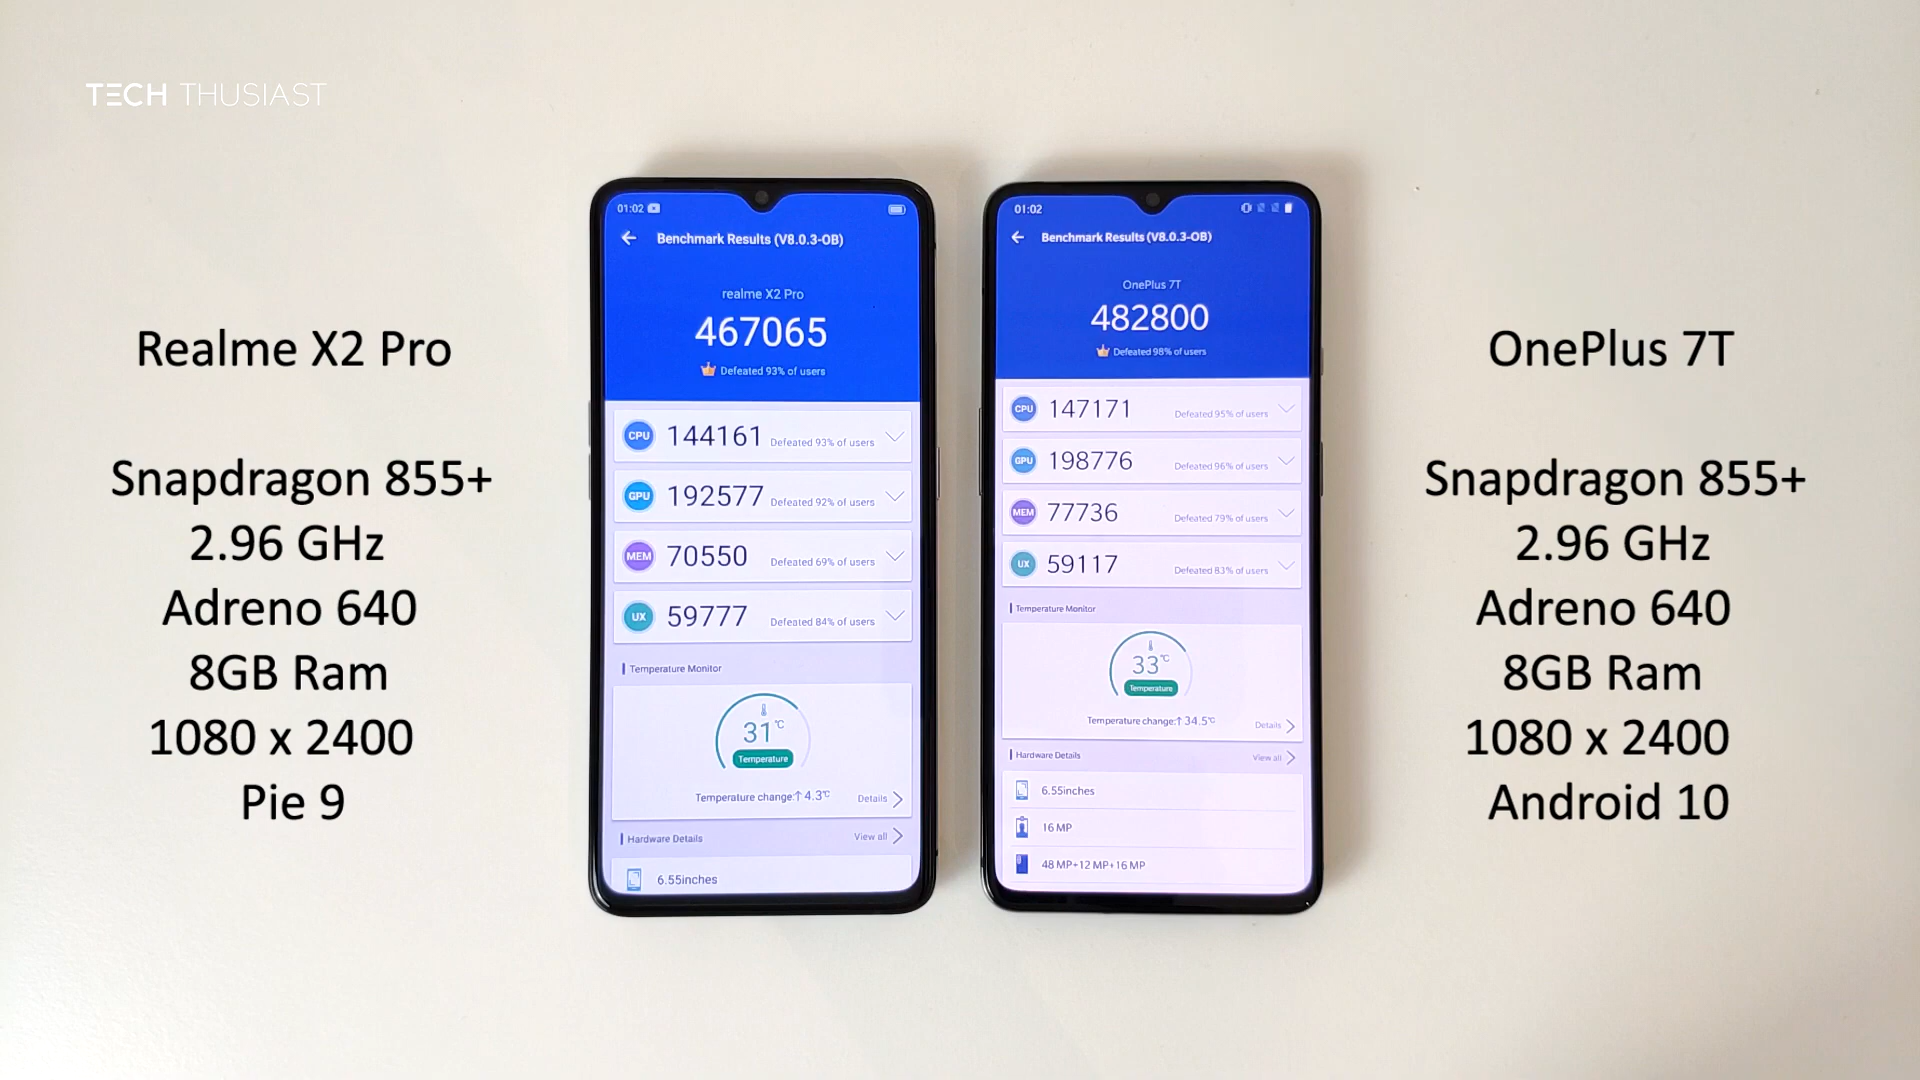 TECH THUSIAST
Realme X2 Pro
Snapdragon 855+
2.96 GHz
Adreno 640
8GB Ram
1080 x 2400
Pie 9
01:02
Benchmark Results (V8.0.3-OB)
realme X2 Pro
467065
Defeated 93% of users
CPU 144161 Defeated 93% of users
GPU 192577 Defeated 92% of users
MEM 70550 Defeated 69% of users
UX 59777 Defeated 84% of users
Temperature Monitor
31°C
Temperature
Temperature change:↑ 4.3°C Details
Hardware Details View all
6.55inches
01:02
Benchmark Results (V8.0.3-OB)
OnePlus 7T
482800
Defeated 98% of users
CPU 147171 Defeated 95% of users
GPU 198776 Defeated 96% of users
MEM 77736 Defeated 79% of users
UX 59117 Defeated 83% of users
Temperature Monitor
33°C
Temperature
Temperature change:↑ 34.5°C Details
Hardware Details View all
6.55inches
16 MP
48 MP+12 MP+16 MP
OnePlus 7T
Snapdragon 855+
2.96 GHz
Adreno 640
8GB Ram
1080 x 2400
Android 10